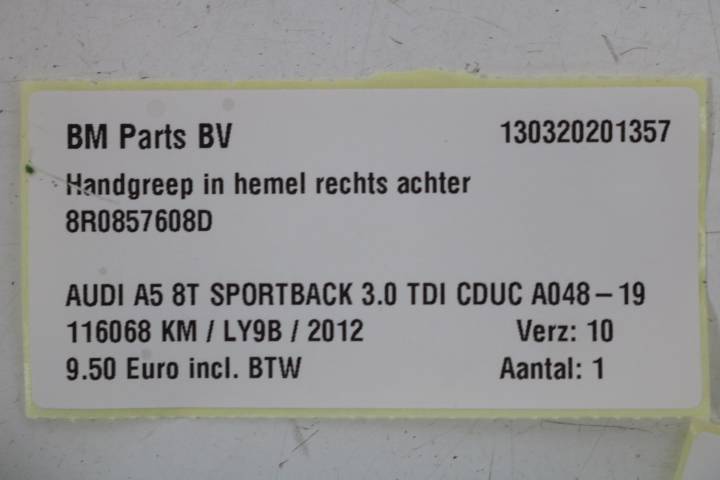 BM Parts BV 130320201357
Handgreep in hemel rechts achter
8R0857608D
AUDI A5 8T SPORTBACK 3.0 TDI CDUC A048-19
116068 KM / LY9B / 2012 Verz: 10
9.50 Euro incl. BTW Aantal: 1